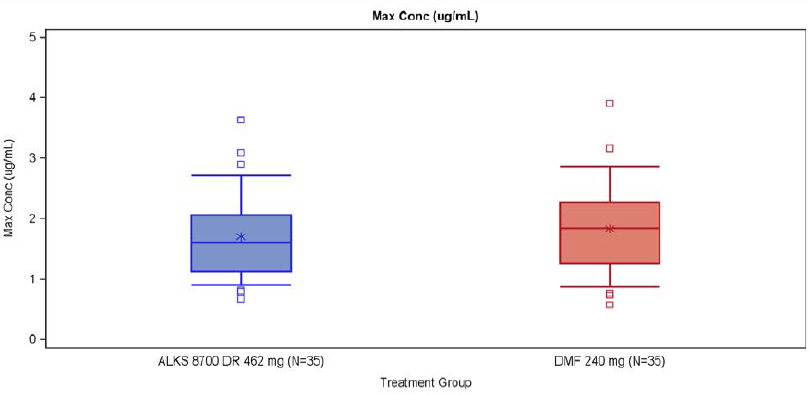 Max Conc (ug/mL)
5
4
3
2
1
0
Max Conc (ug/mL)
ALKS 8700 DR 462 mg (N=35)
DMF 240 mg (N=35)
Treatment Group